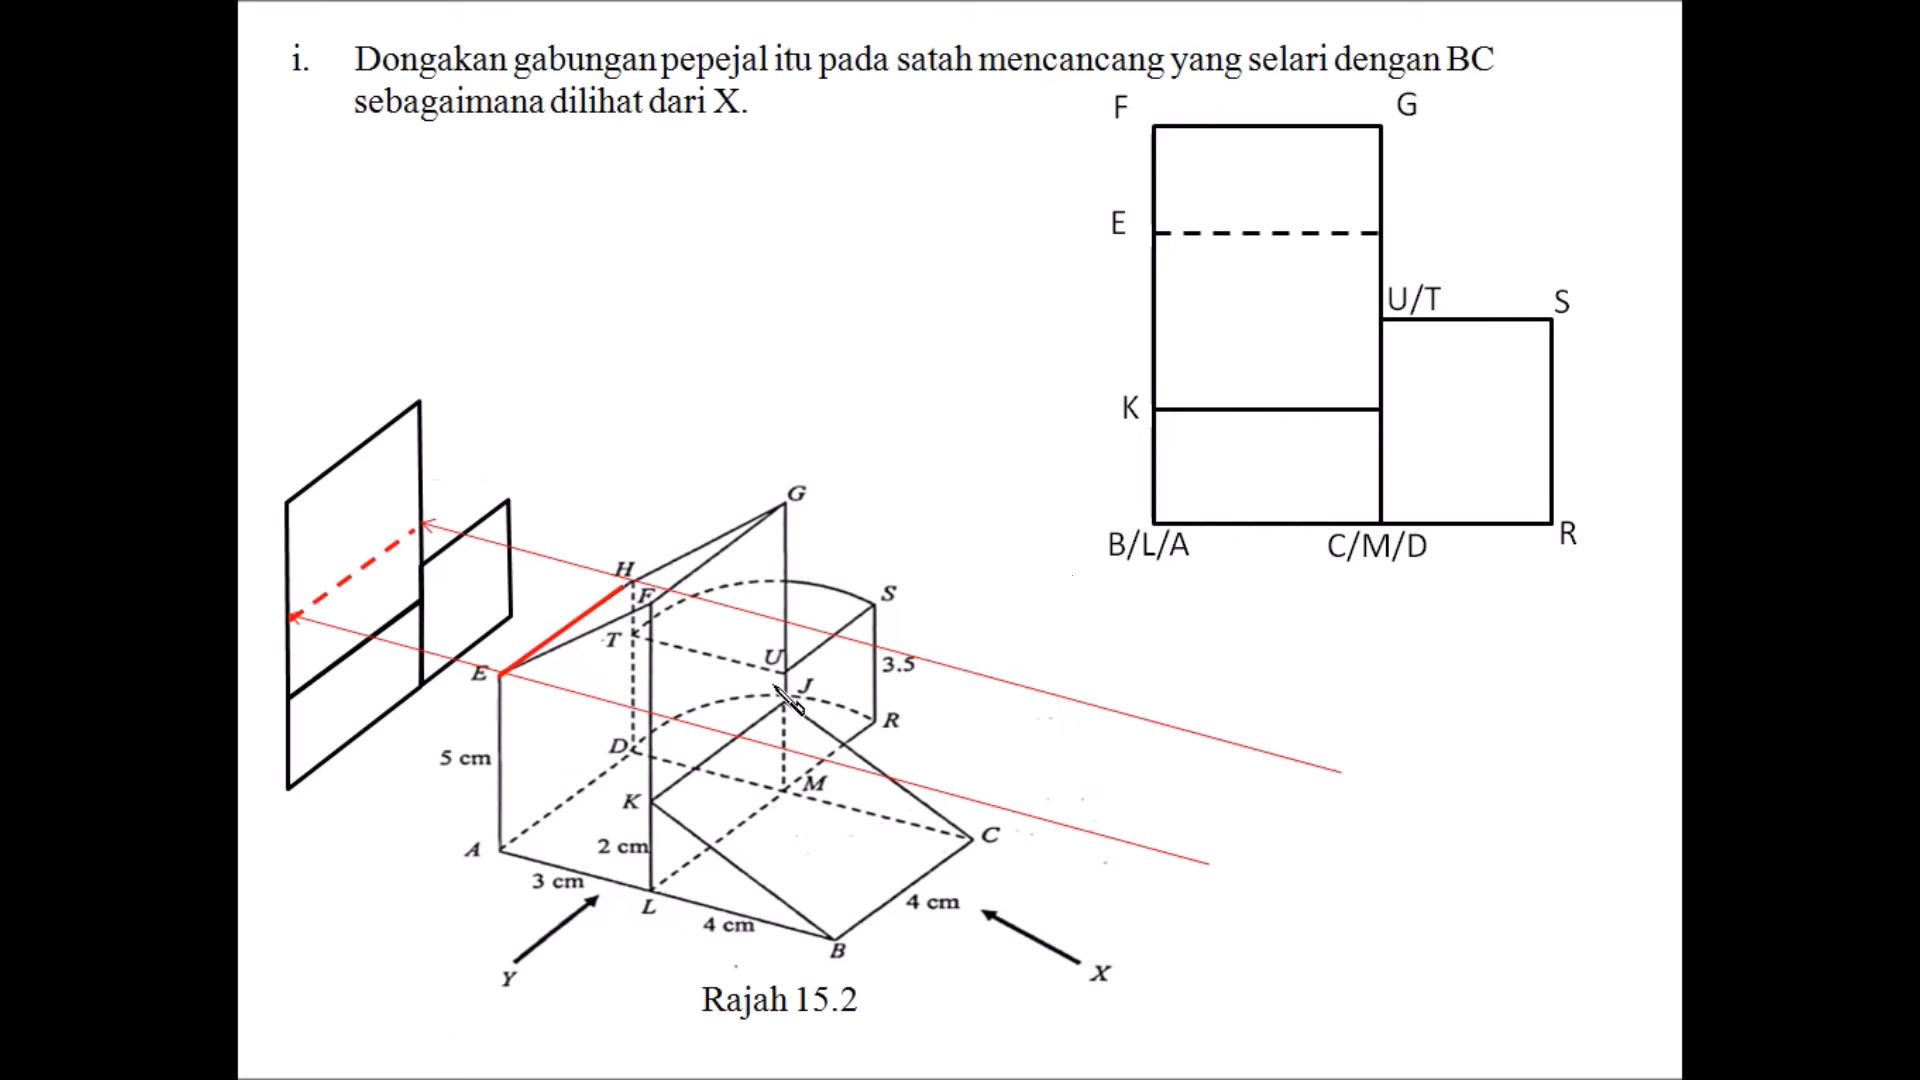 i. Dongakan gabungan pepejal itu pada satah mencancang yang selari dengan BC
sebagaimana dilihat dari X.
F
G
E
U/T
S
K
B/L/A
C/M/D
R
G
H
F
S
T
U
E
3.5
J
R
D
5 cm
M
K
C
A
2 cm
3 cm
L
4 cm
4 cm
B
Y
X
Rajah 15.2